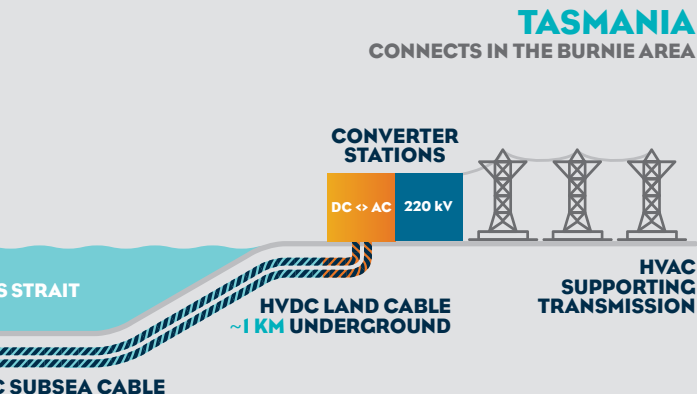 TASMANIA
CONNECTS IN THE BURNIE AREA
CONVERTER
STATIONS
DC <> AC
220 kV
S STRAIT
HVAC
SUPPORTING
TRANSMISSION
HVDC LAND CABLE
~1 KM UNDERGROUND
C SUBSEA CABLE